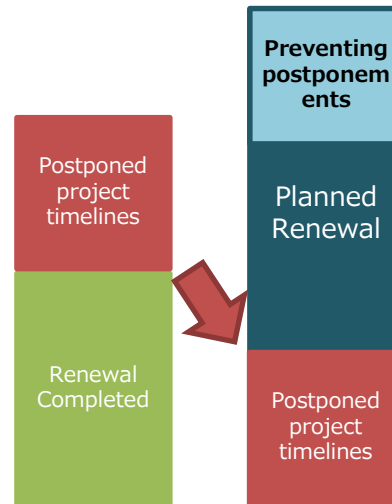 Postponed
project
timelines
Renewal
Completed
Preventing
postponem
ents
Planned
Renewal
Postponed
project
timelines